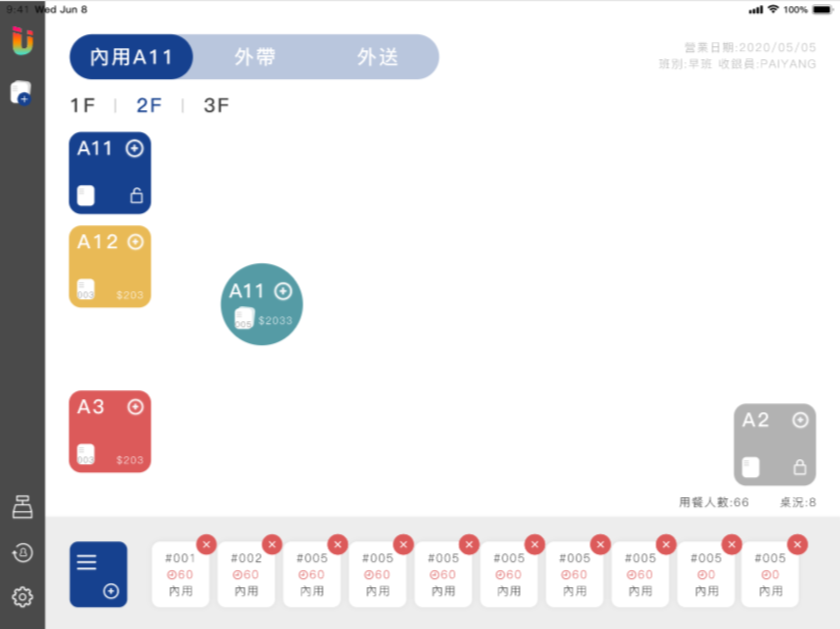 9:41 Wed Jun 8
100%
內用A11 外帶 外送
營業日期:2020/05/05
班別:早班 收銀員:PAIYANG
1F | 2F | 3F
A11
A12
003 $203
A11
005 $2033
A3
003 $203
A2
用餐人數:66 桌況:8
#001 #002 #005 #005 #005 #005 #005 #005 #005 #005
60 60 60 60 60 60 60 60 0 0
內用 內用 內用 內用 內用 內用 內用 內用 內用 內用